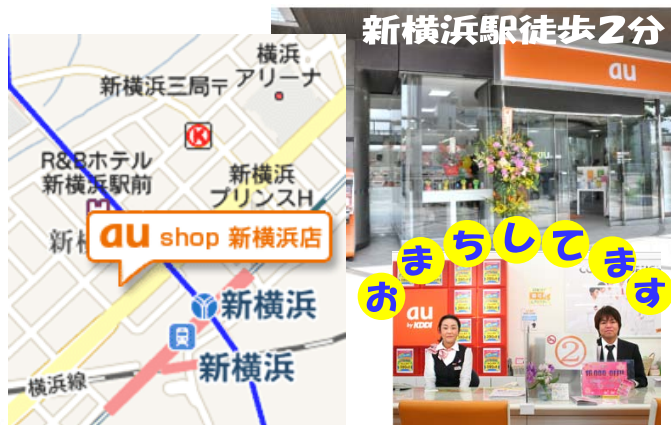 新横浜駅徒歩2分
横浜
アリーナ
新横浜三局〒
K
R&Bホテル
新横浜駅前
新横浜
プリンスH
au shop 新横浜店
新横浜
新横浜
横浜線
au
au
おまちしてます
au
by KDDI
2